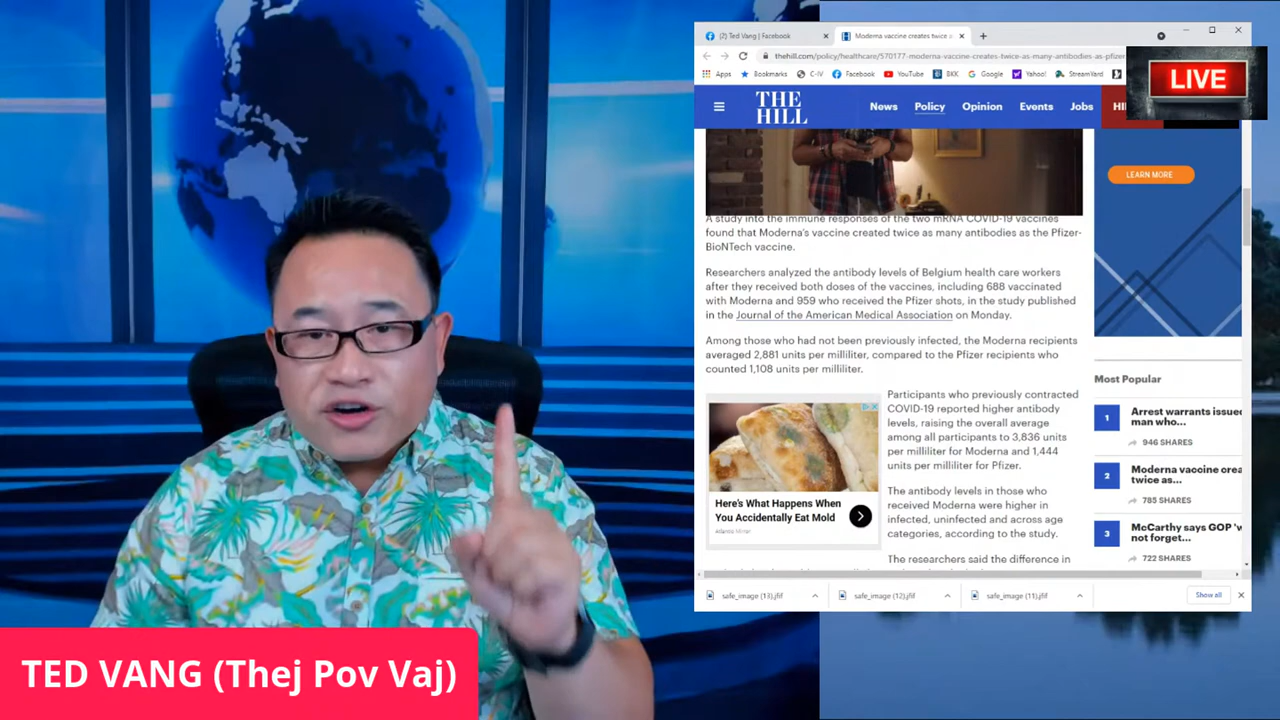 (2) Ted Vang | Facebook
Moderna vaccine creates twice a
thehill.com/policy/healthcare/570177-moderna-vaccine-creates-twice-as-many-antibodies-as-pfizer
Apps
Bookmarks
C-IV
Facebook
YouTube
BKK
Google
Yahoo!
StreamYard
LIVE
THE
HILL
News
Policy
Opinion
Events
Jobs
LEARN MORE
A study into the immune responses of the two mRNA COVID-19 vaccines
found that Moderna's vaccine created twice as many antibodies as the Pfizer-
BioNTech vaccine.
Researchers analyzed the antibody levels of Belgium health care workers
after they received both doses of the vaccines, including 688 vaccinated
with Moderna and 959 who received the Pfizer shots, in the study published
in the Journal of the American Medical Association on Monday.
Among those who had not been previously infected, the Moderna recipients
averaged 2,881 units per milliliter, compared to the Pfizer recipients who
counted 1,108 units per milliliter.
Participants who previously contracted
COVID-19 reported higher antibody
levels, raising the overall average
among all participants to 3,836 units
per milliliter for Moderna and 1,444
units per milliliter for Pfizer.
The antibody levels in those who
received Moderna were higher in
infected, uninfected and across age
categories, according to the study.
The researchers said the difference in
Here's What Happens When
You Accidentally Eat Mold
Most Popular
1
Arrest warrants issued
man who...
946 SHARES
2
Moderna vaccine crea
twice as...
785 SHARES
3
McCarthy says GOP 'w
not forget...
722 SHARES
safe_image (13).jfif
safe_image (12).jfif
safe_image (11).jfif
Show all
TED VANG (Thej Pov Vaj)